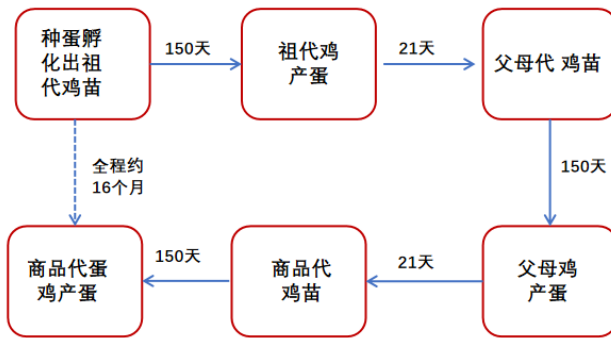 种蛋孵
化出祖
代鸡苗
150天
祖代鸡
产蛋
21天
父母代 鸡苗
全程约
16个月
150天
商品代蛋
鸡产蛋
150天
商品代
鸡苗
21天
父母鸡
产蛋